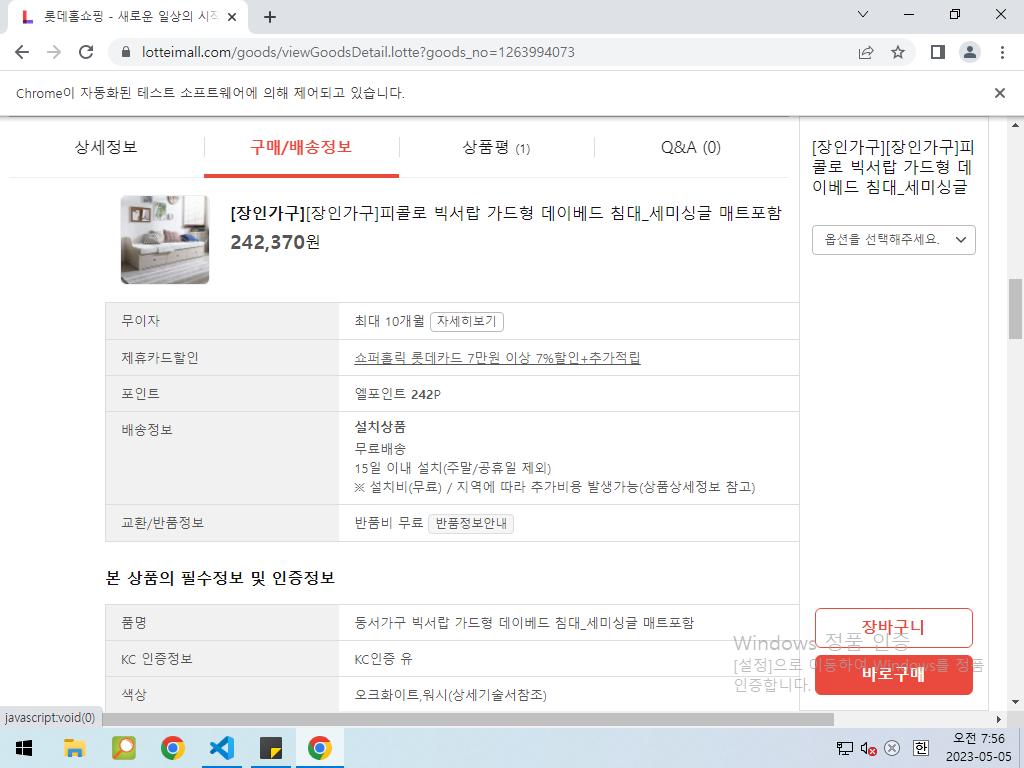 롯데홈쇼핑 - 새로운 일상의 시작
lotteimall.com/goods/viewGoodsDetail.lotte?goods_no=1263994073
Chrome이 자동화된 테스트 소프트웨어에 의해 제어되고 있습니다.
상세정보
구매/배송정보
상품평 (1)
Q&A (0)
[장인가구][장인가구]피콜로 빅서랍 가드형 데이베드 침대_세미싱글 매트포함
242,370원
무이자
최대 10개월 자세히보기
제휴카드할인
쇼퍼홀릭 롯데카드 7만원 이상 7%할인+추가적립
포인트
엘포인트 242P
배송정보
설치상품
무료배송
15일 이내 설치(주말/공휴일 제외)
※ 설치비(무료) / 지역에 따라 추가비용 발생가능(상품상세정보 참고)
교환/반품정보
반품비 무료 반품정보안내
본 상품의 필수정보 및 인증정보
품명
동서가구 빅서랍 가드형 데이베드 침대_세미싱글 매트포함
KC 인증정보
KC인증 유
색상
오크화이트,워시(상세기술서참조)
[장인가구][장인가구]피
콜로 빅서랍 가드형 데
이베드 침대_세미싱글
옵션을 선택해주세요.
장바구니
바로구매
Windows 정품 인증
[설정]으로 이동하여 Windows를 정품
인증합니다.
javascript:void(0)
한
오전 7:56
2023-05-05